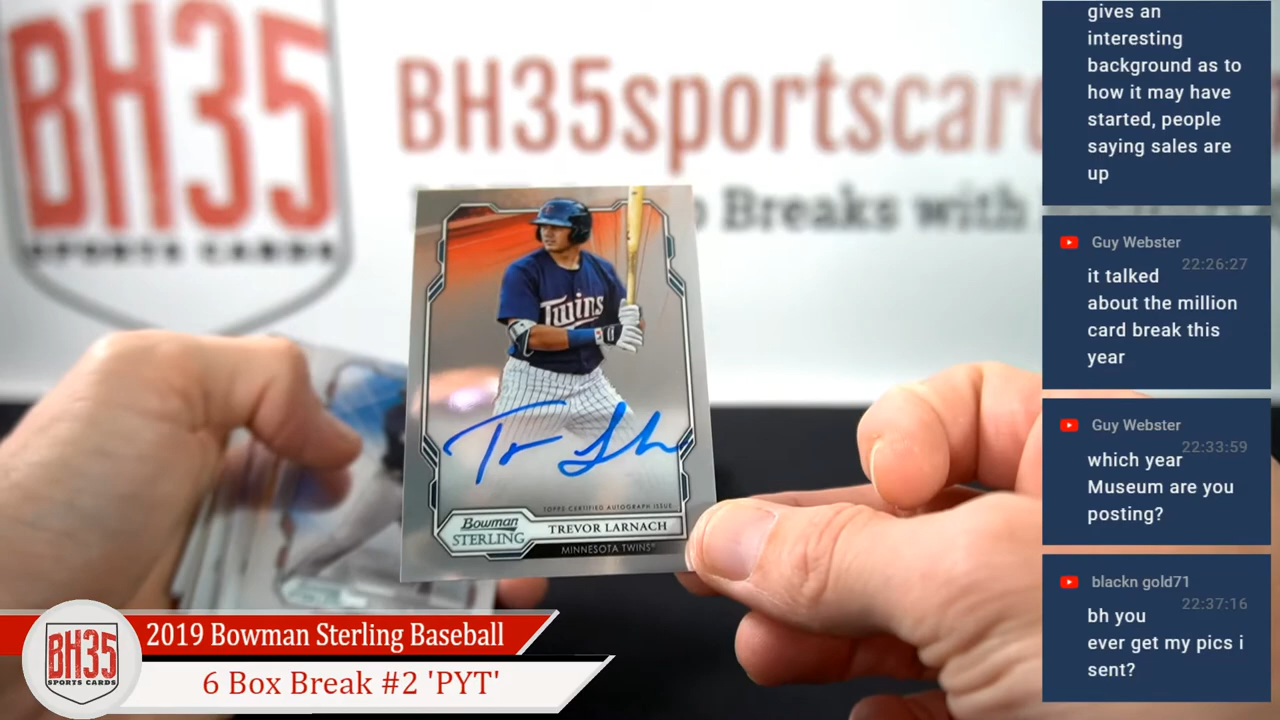 BH35
SPORTS CARDS
BH35sportscar
Breaks with
Twins
Bowman
STERLING
TOPPS CERTIFIED AUTOGRAPH ISSUE
TREVOR LARNACH
MINNESOTA TWINS®
BH35
SPORTS CARDS
2019 Bowman Sterling Baseball
6 Box Break #2 'PYT'
gives an
interesting
background as to
how it may have
started, people
saying sales are
up
Guy Webster
22:26:27
it talked
about the million
card break this
year
Guy Webster
22:33:59
which year
Museum are you
posting?
blackn gold71
22:37:16
bh you
ever get my pics i
sent?